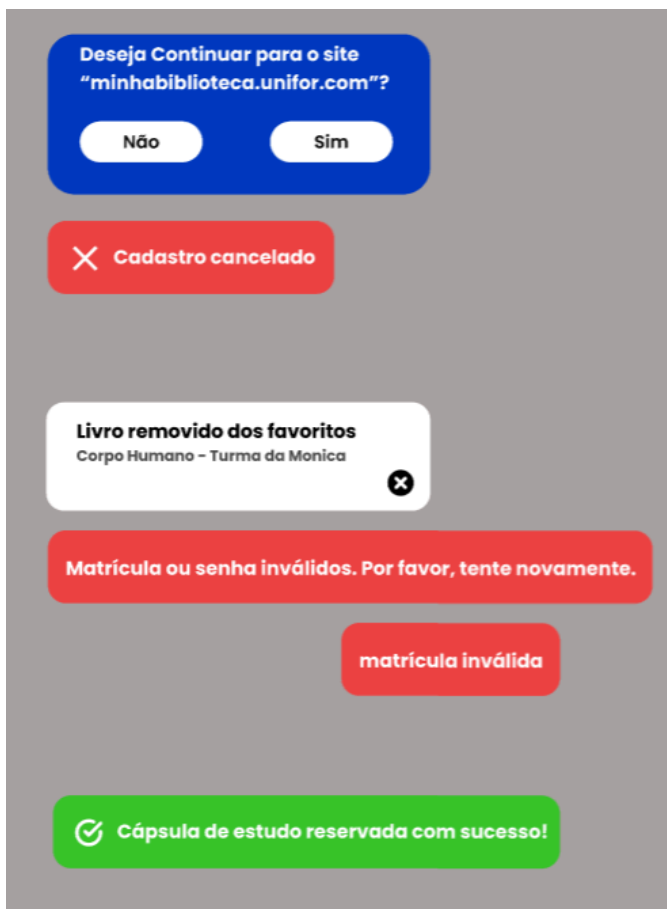 Deseja Continuar para o site
“minhabiblioteca.unifor.com”?
Não
Sim
Cadastro cancelado
Livro removido dos favoritos
Corpo Humano - Turma da Monica
Matrícula ou senha inválidos. Por favor, tente novamente.
matrícula inválida
Cápsula de estudo reservada com sucesso!